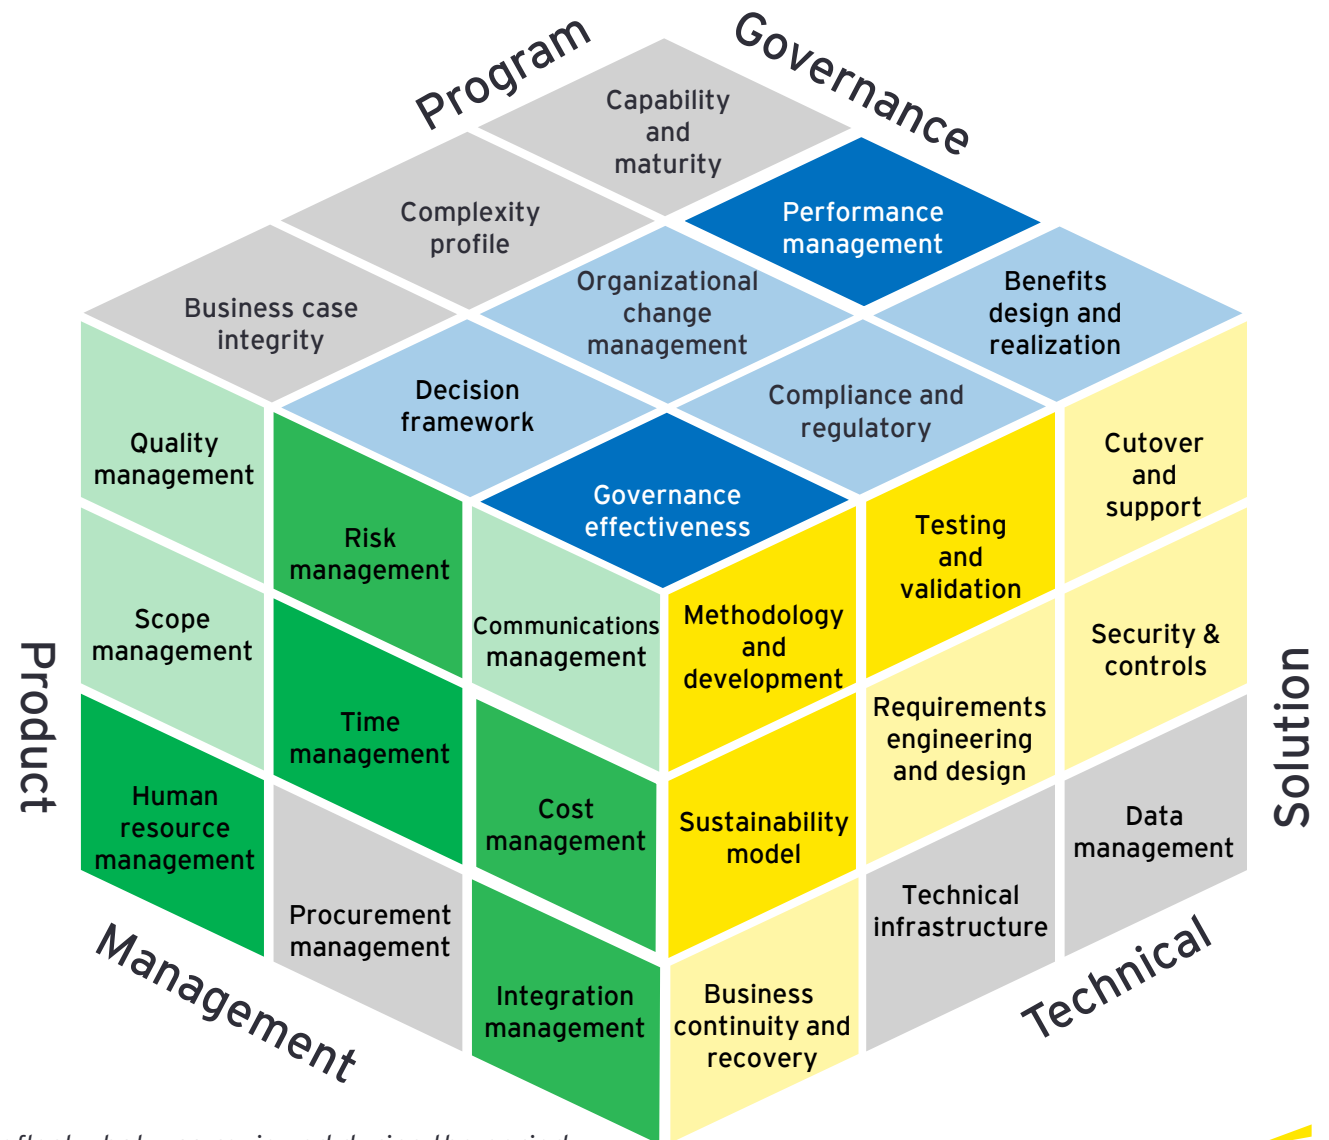 Program
Governance
Capability
and
maturity
Complexity
profile
Performance
management
Business case
integrity
Organizational
change
management
Benefits
design and
realization
Decision
framework
Compliance and
regulatory
Governance
effectiveness
Quality
management
Risk
management
Communications
management
Scope
management
Time
management
Cost
management
Human
resource
management
Procurement
management
Integration
management
Methodology
and
development
Testing
and
validation
Cutover
and
support
Sustainability
model
Requirements
engineering
and design
Security &
controls
Business
continuity and
recovery
Technical
infrastructure
Data
management
Product
Management
Technical
Solution